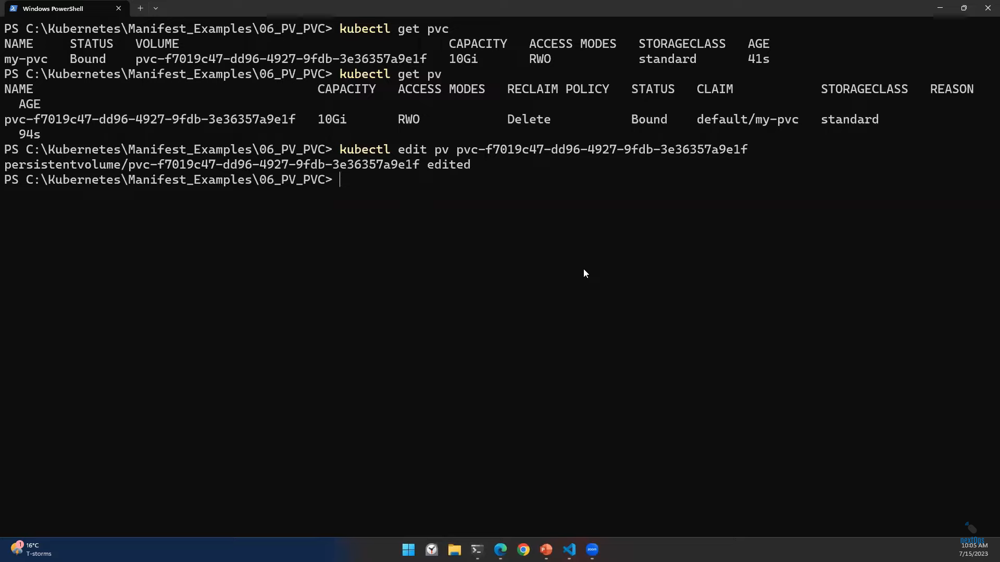 Windows PowerShell
PS C:\Kubernetes\Manifest_Examples\06_PV_PVC> kubectl get pvc
NAME STATUS VOLUME CAPACITY ACCESS MODES STORAGECLASS AGE
my-pvc Bound pvc-f7019c47-dd96-4927-9fdb-3e36357a9e1f 10Gi RWO standard 41s
PS C:\Kubernetes\Manifest_Examples\06_PV_PVC> kubectl get pv
NAME CAPACITY ACCESS MODES RECLAIM POLICY STATUS CLAIM STORAGECLASS REASON
AGE
pvc-f7019c47-dd96-4927-9fdb-3e36357a9e1f 10Gi RWO Delete Bound default/my-pvc standard
94s
PS C:\Kubernetes\Manifest_Examples\06_PV_PVC> kubectl edit pv pvc-f7019c47-dd96-4927-9fdb-3e36357a9e1f
persistentvolume/pvc-f7019c47-dd96-4927-9fdb-3e36357a9e1f edited
PS C:\Kubernetes\Manifest_Examples\06_PV_PVC>
nextOps
1
16°C
T-storms
zoom
10:05 AM
7/15/2023